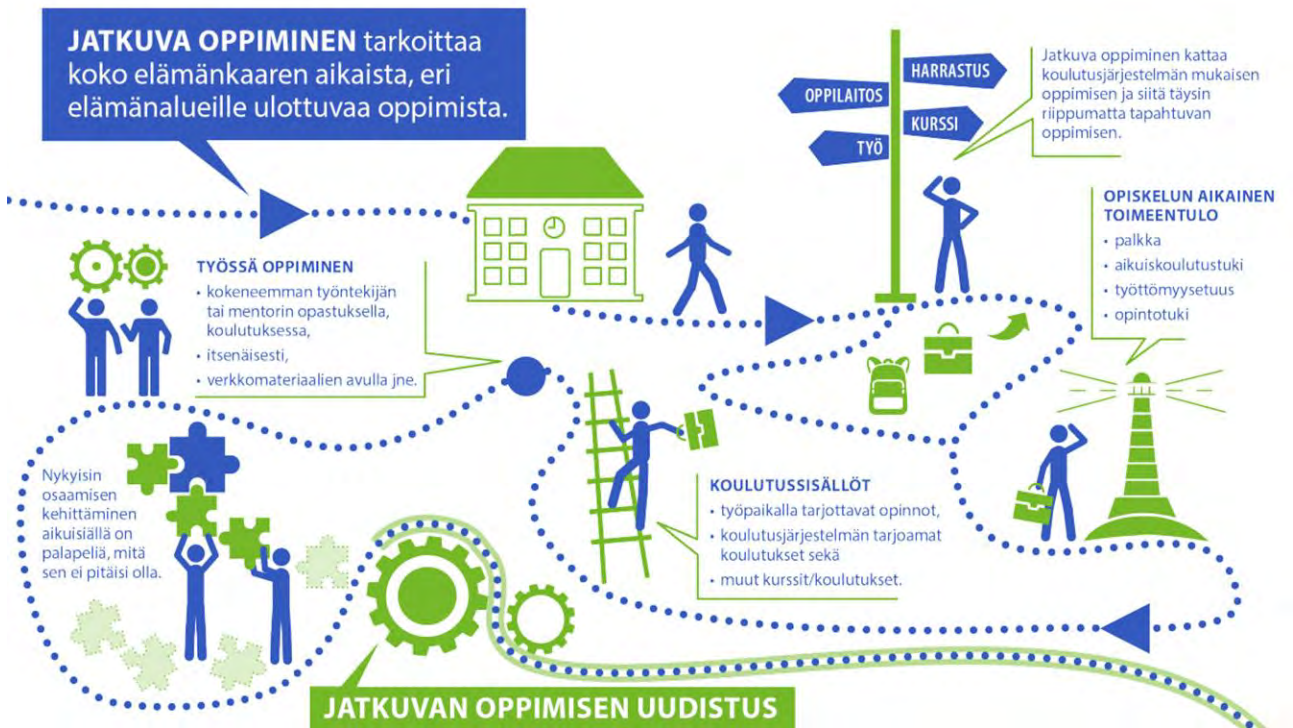 JATKUVA OPPIMINEN tarkoittaa
koko elämänkaaren aikaista, eri
elämänalueille ulottuvaa oppimista.
HARRASTUS
OPPILAITOS
KURSSI
TYÖ
Jatkuva oppiminen kattaa
koulutusjärjestelmän mukaisen
oppimisen ja siitä täysin
riippumatta tapahtuvan
oppimisen.
OPISKELUN AIKAINEN
TOIMEENTULO
• palkka
• aikuiskoulutustuki
• työttömyysetuus
• opintotuki
TYÖSSÄ OPPIMINEN
• kokeneemman työntekijän
tai mentorin opastuksella,
koulutuksessa,
• itsenäisesti,
• verkkomateriaalien avulla jne.
Nykyisin
osaamisen
kehittäminen
aikuisiällä on
palapeliä, mitä
sen ei pitäisi olla.
KOULUTUSSISÄLLÖT
• työpaikalla tarjottavat opinnot,
• koulutusjärjestelmän tarjoamat
koulutukset sekä
• muut kurssit/koulutukset.
JATKUVAN OPPIMISEN UUDISTUS